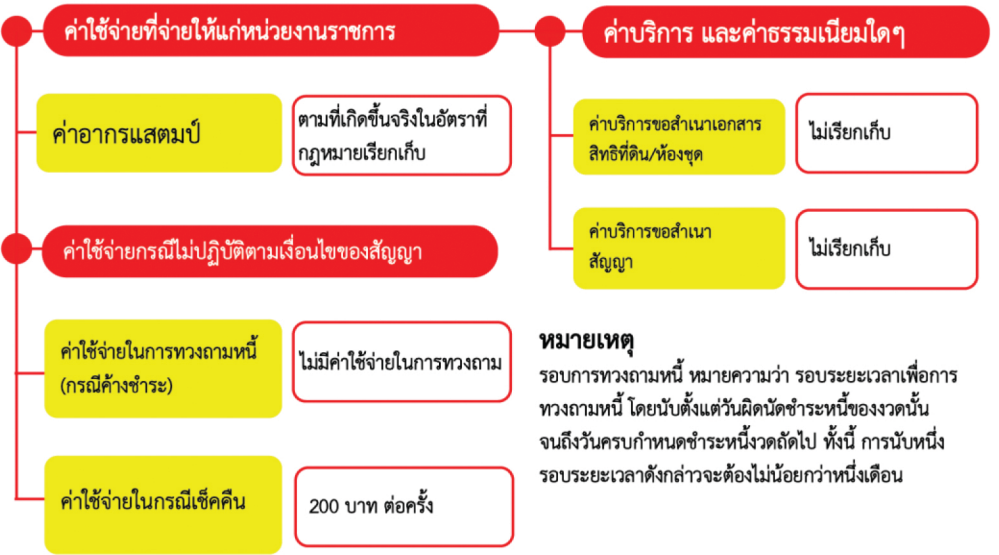 ค่าใช้จ่ายที่จ่ายให้แก่หน่วยงานราชการ
ค่าอากรแสตมป์
ตามที่เกิดขึ้นจริงในอัตราที่
กฎหมายเรียกเก็บ
ค่าใช้จ่ายกรณีไม่ปฏิบัติตามเงื่อนไขของสัญญา
ค่าใช้จ่ายในการทวงถามหนี้
(กรณีค้างชำระ)
ไม่มีค่าใช้จ่ายในการทวงถาม
ค่าใช้จ่ายในกรณีเช็คคืน
200 บาท ต่อครั้ง
ค่าบริการ และค่าธรรมเนียมใดๆ
ค่าบริการขอสำเนาเอกสาร
สิทธิที่ดิน/ห้องชุด
ไม่เรียกเก็บ
ค่าบริการขอสำเนา
สัญญา
ไม่เรียกเก็บ
หมายเหตุ
รอบการทวงถามหนี้ หมายความว่า รอบระยะเวลาเพื่อการ
ทวงถามหนี้ โดยนับตั้งแต่วันผิดนัดชำระหนี้ของงวดนั้น
จนถึงวันครบกำหนดชำระหนี้งวดถัดไป ทั้งนี้ การนับหนึ่ง
รอบระยะเวลาดังกล่าวจะต้องไม่น้อยกว่าหนึ่งเดือน